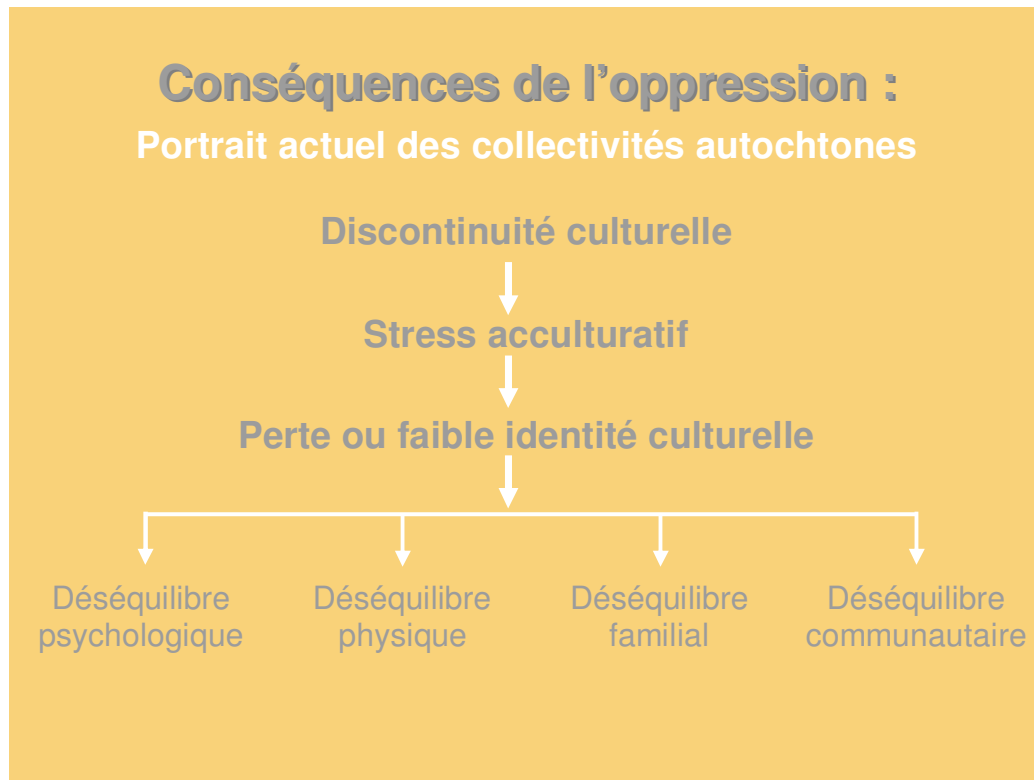 Conséquences de l’oppression :
Portrait actuel des collectivités autochtones
Discontinuité culturelle
Stress acculturatif
Perte ou faible identité culturelle
Déséquilibre
psychologique
Déséquilibre
physique
Déséquilibre
familial
Déséquilibre
communautaire